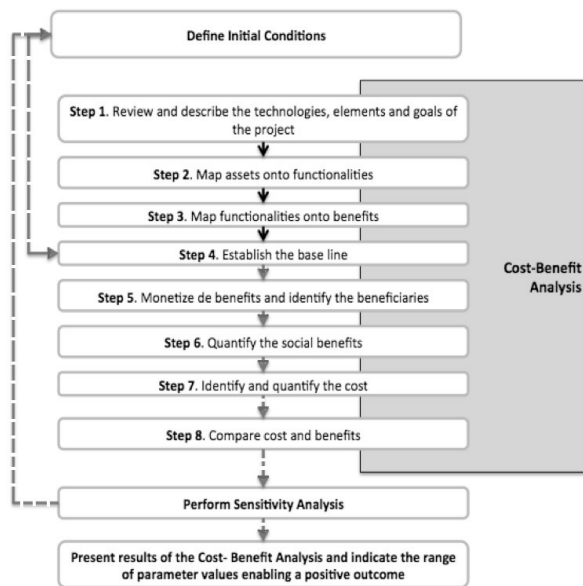 Define Initial Conditions
Step 1. Review and describe the technologies, elements and goals of
the project
Step 2. Map assets onto functionalities
Step 3. Map functionalities onto benefits
Step 4. Establish the base line
Step 5. Monetize de benefits and identify the beneficiaries
Step 6. Quantify the social benefits
Step 7. Identify and quantify the cost
Step 8. Compare cost and benefits
Cost-Benefit
Analysis
Perform Sensitivity Analysis
Present results of the Cost- Benefit Analysis and indicate the range
of parameter values enabling a positive outcome